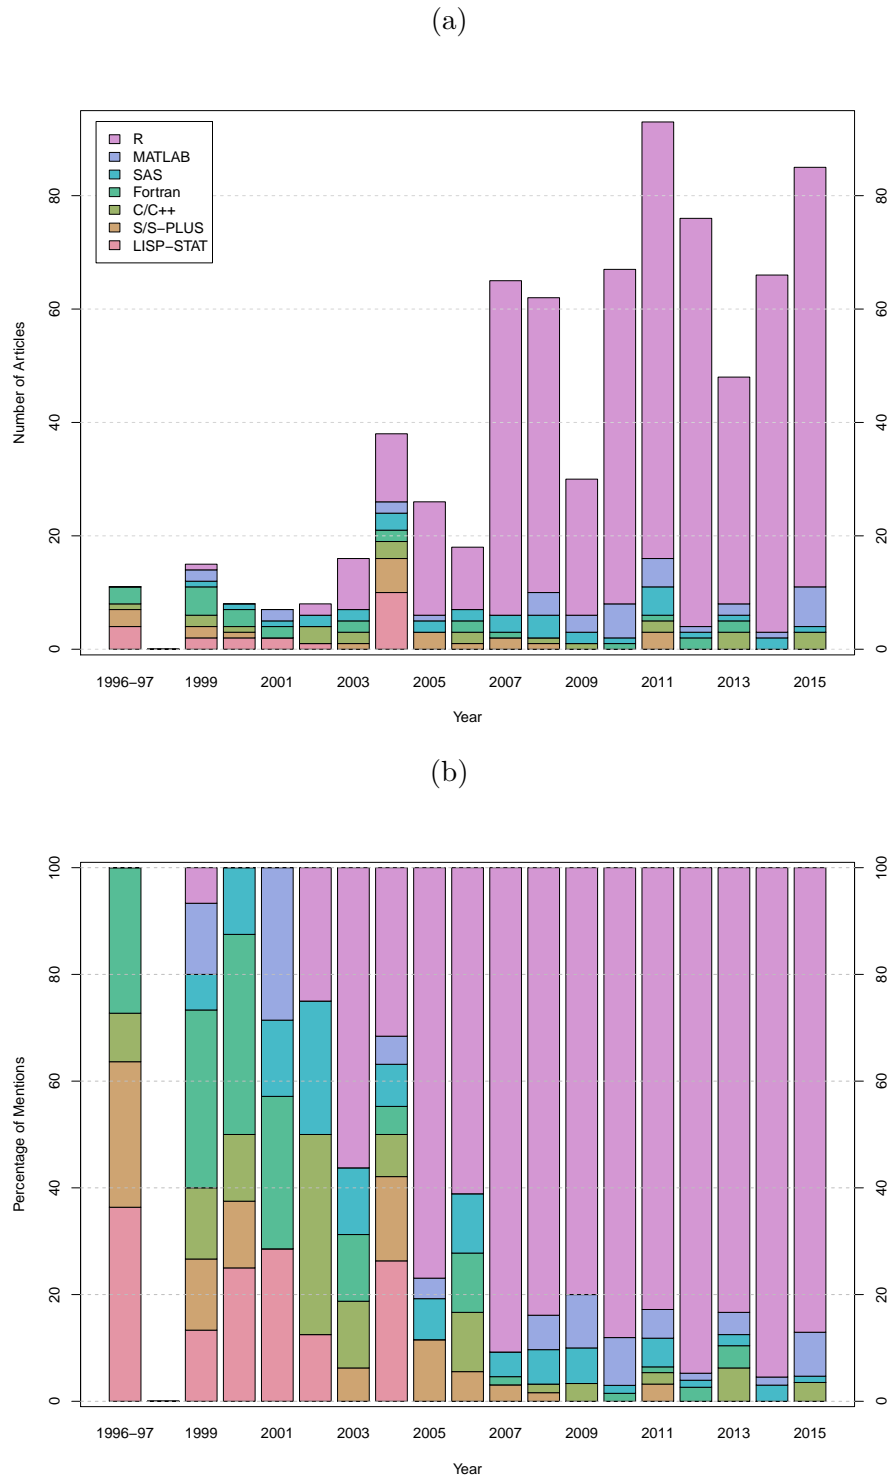 (a)
R
MATLAB
SAS
Fortran
C/C++
S/S−PLUS
LISP−STAT
Number of Articles
0 20 40 60 80
0 20 40 60 80
1996−97 1999 2001 2003 2005 2007 2009 2011 2013 2015
Year
(b)
Percentage of Mentions
0 20 40 60 80 100
0 20 40 60 80 100
1996−97 1999 2001 2003 2005 2007 2009 2011 2013 2015
Year